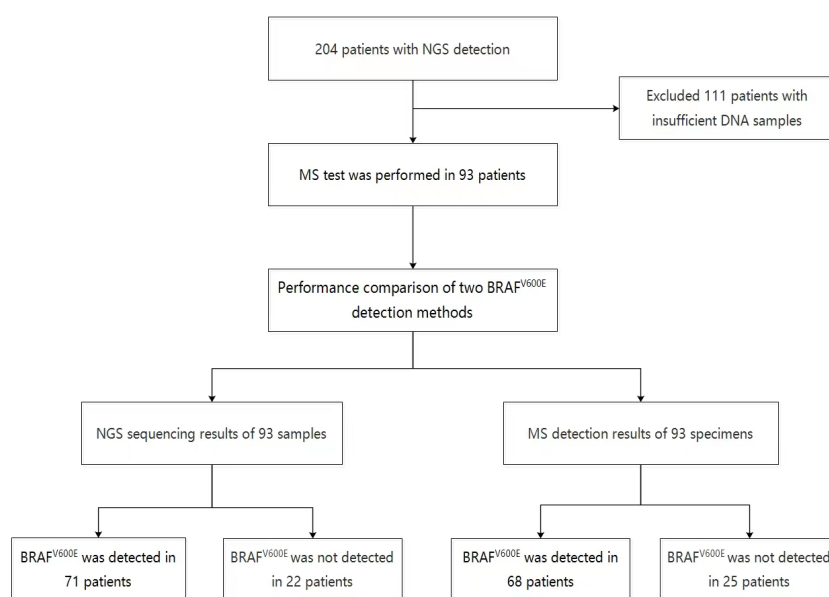 204 patients with NGS detection
Excluded 111 patients with
insufficient DNA samples
MS test was performed in 93 patients
Performance comparison of two BRAFV600E
detection methods
NGS sequencing results of 93 samples
MS detection results of 93 specimens
BRAFV600E was detected in
71 patients
BRAFV600E was not detected
in 22 patients
BRAFV600E was detected in
68 patients
BRAFV600E was not detected
in 25 patients